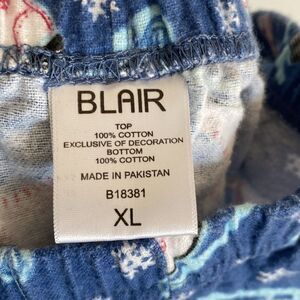 BLAIR
TOP
100% COTTON
EXCLUSIVE OF DECORATION
BOTTOM
100% COTTON
MADE IN PAKISTAN
B18381
XL